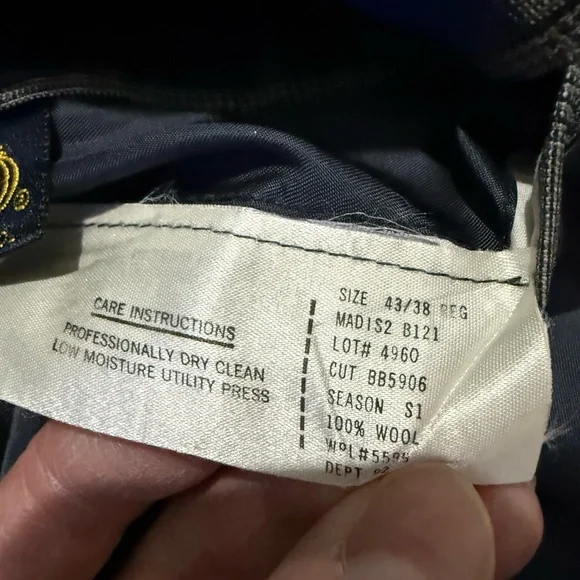 CARE INSTRUCTIONS
PROFESSIONALLY DRY CLEAN
LOW MOISTURE UTILITY PRESS
SIZE 43/38 REG
MADIS2 B121
LOT# 4960
CUT BB5906
SEASON S1
100% WOOL
DEPT